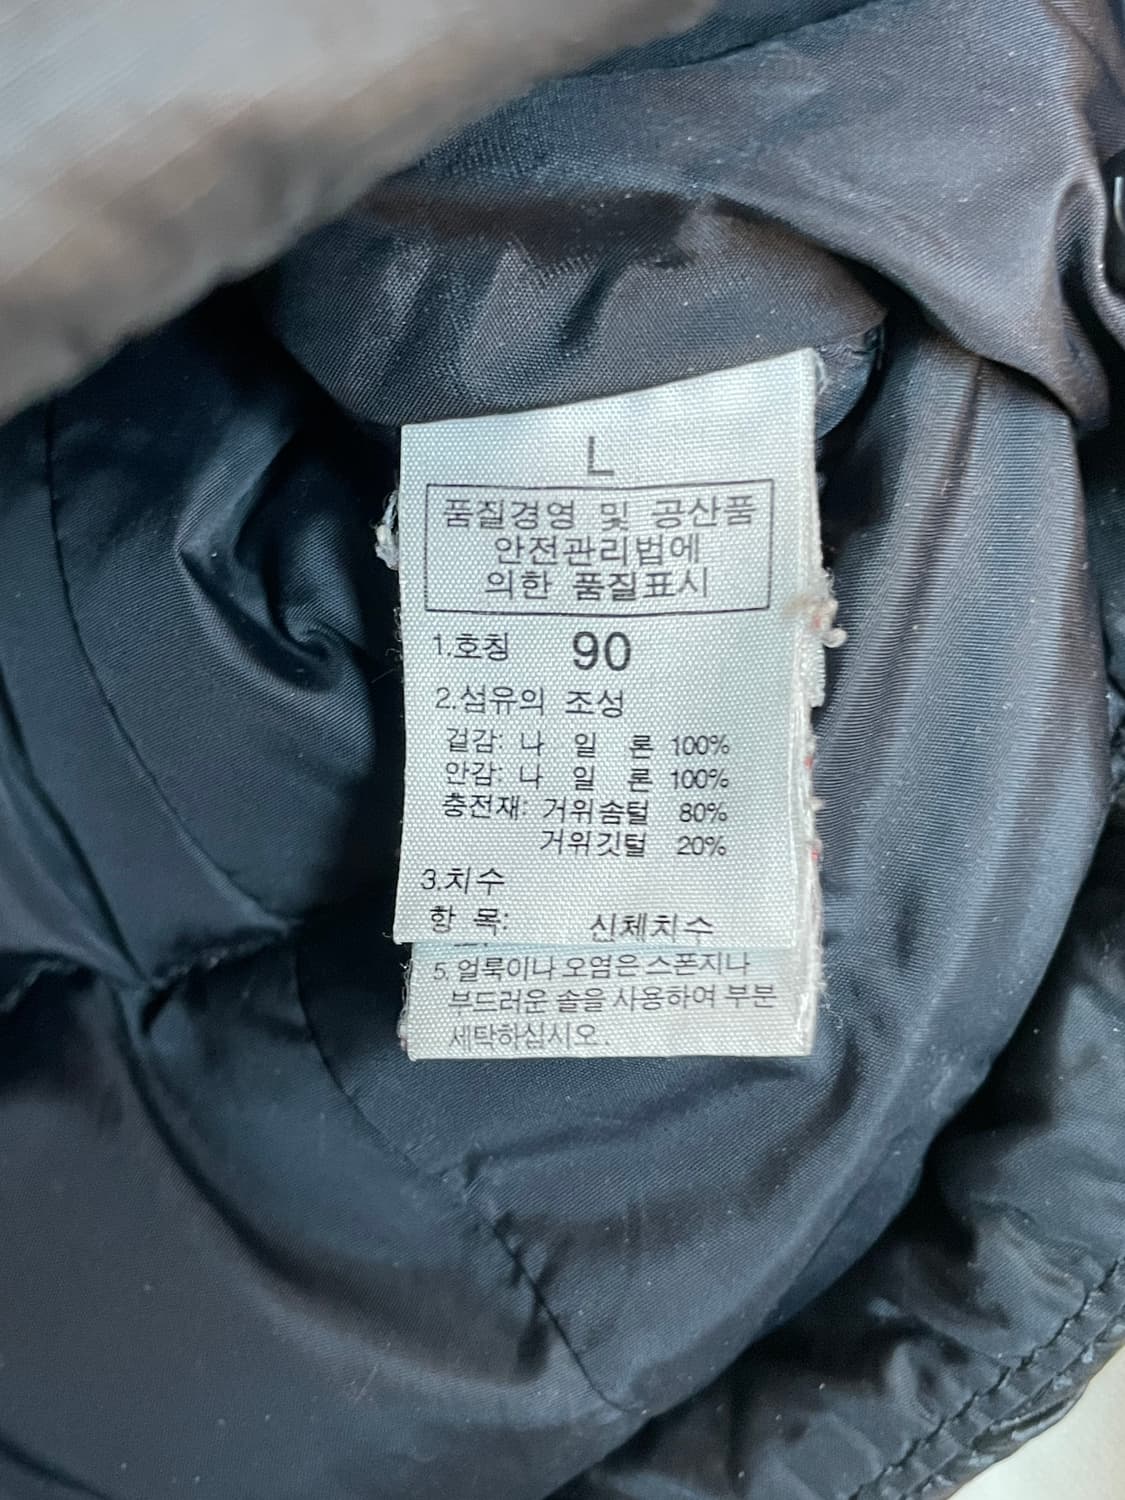 L
품질경영 및 공산품
안전관리법에
의한 품질표시
1.호칭 90
2.섬유의 조성
겉감: 나 일 론 100%
안감: 나 일 론 100%
충전재: 거위솜털 80%
거위깃털 20%
3.치수
항 목: 신체치수
5. 얼룩이나 오염은 스폰지나
부드러운 솔을 사용하여 부분
세탁하십시오.